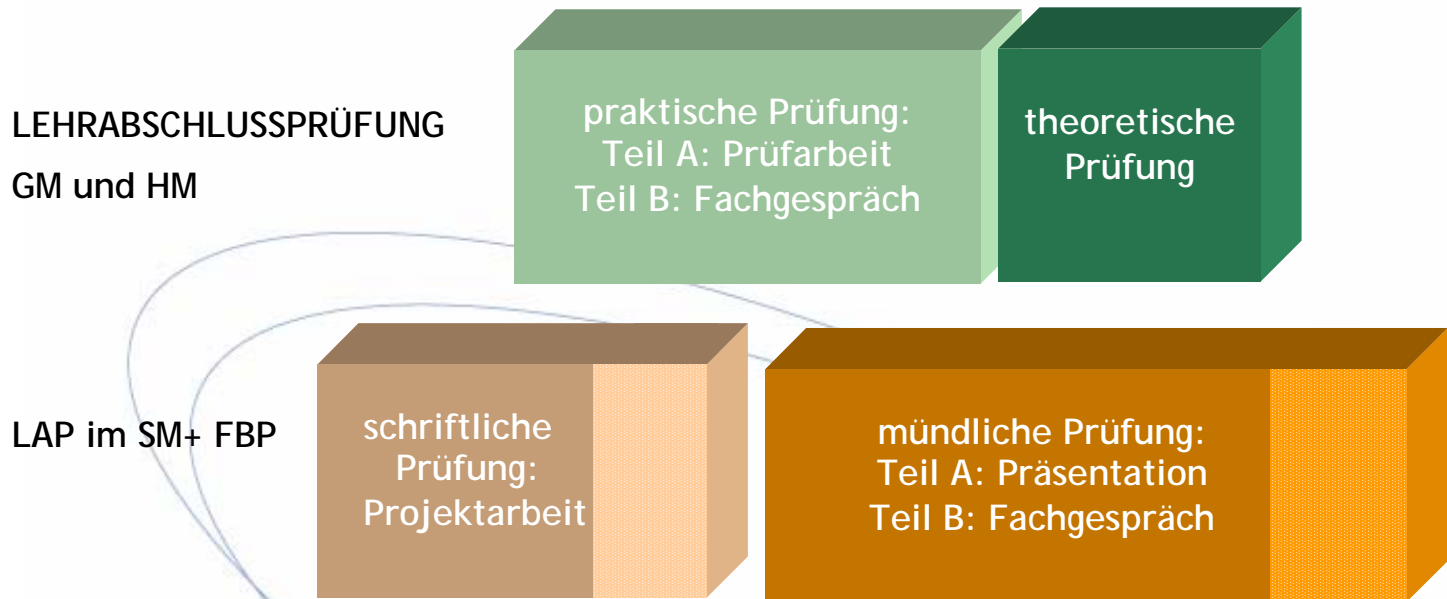 LEHRABSCHLUSSPRÜFUNG
GM und HM
praktische Prüfung:
Teil A: Prüfarbeit
Teil B: Fachgespräch
theoretische
Prüfung
LAP im SM+ FBP
schriftliche
Prüfung:
Projektarbeit
mündliche Prüfung:
Teil A: Präsentation
Teil B: Fachgespräch